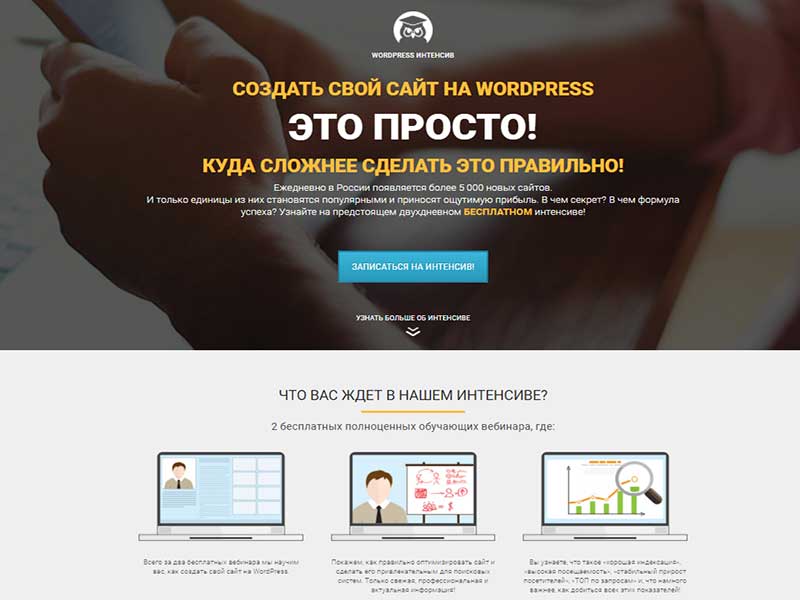 WORDPRESS ИНТЕНСИВ
СОЗДАТЬ СВОЙ САЙТ НА WORDPRESS
ЭТО ПРОСТО!
КУДА СЛОЖНЕЕ СДЕЛАТЬ ЭТО ПРАВИЛЬНО!
Ежедневно в России появляется более 5 000 новых сайтов.
И только единицы из них становятся популярными и приносят ощутимую прибыль. В чем секрет? В чем формула
успеха? Узнайте на предстоящем двухдневном БЕСПЛАТНОМ интенсиве!
ЗАПИСАТЬСЯ НА ИНТЕНСИВ!
УЗНАТЬ БОЛЬШЕ ОБ ИНТЕНСИВЕ
ЧТО ВАС ЖДЕТ В НАШЕМ ИНТЕНСИВЕ?
2 бесплатных полноценных обучающих вебинара, где:
Всего за два бесплатных вебинара мы научим
вас, как создать свой сайт на WordPress.
Покажем, как правильно оптимизировать сайт и
сделать его привлекательным для поисковых
систем. Только свежая, профессиональная и
актуальная информация!
Вы узнаете, что такое «хорошая индексация»,
«высокая посещаемость», «стабильный прирост
посетителей», «ТОП по запросам» и, что намного
важнее, как добиться всех этих показателей!